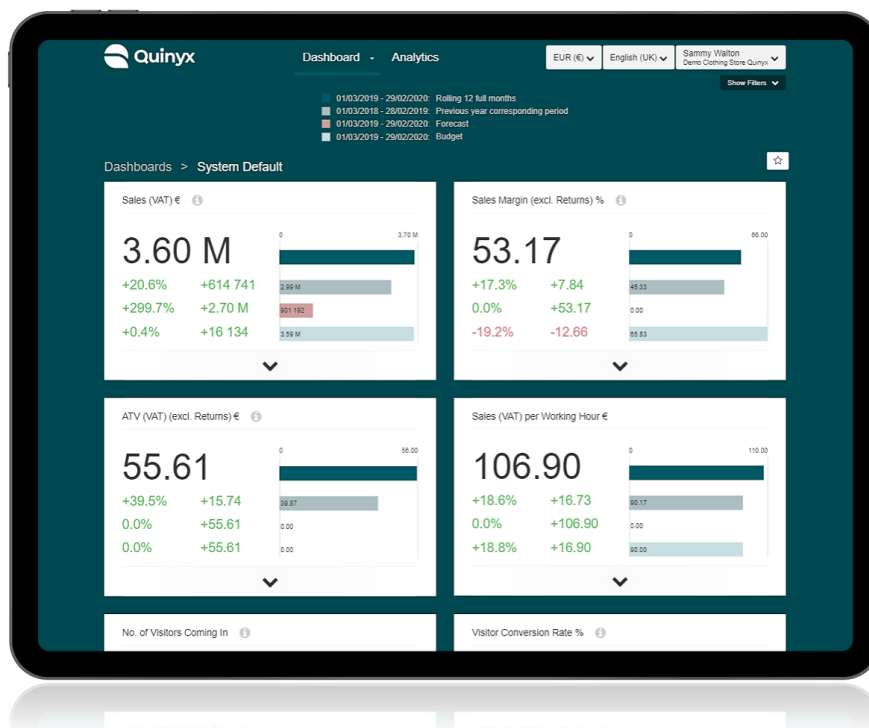 Quinyx
Dashboard Analytics
EUR (€) English (UK) Sammy Walton
Demo Clothing Store Quinyx
Show Filters
01/03/2019 - 29/02/2020: Rolling 12 full months
01/03/2018 - 28/02/2019: Previous year corresponding period
01/03/2019 - 29/02/2020: Forecast
01/03/2019 - 29/02/2020: Budget
Dashboards > System Default
Sales (VAT) €
0 3.70 M
3.60 M
+20.6% +614 741 2.99 M
+299.7% +2.70 M 901 192
+0.4% +16 134 3.59 M
Sales Margin (excl. Returns) %
0 66.00
53.17
+17.3% +7.84 45.33
0.0% +53.17 0.00
-19.2% -12.66 65.83
ATV (VAT) (excl. Returns) €
0 56.00
55.61
+39.5% +15.74 39.87
0.0% +55.61 0.00
0.0% +55.61 0.00
Sales (VAT) per Working Hour €
0 110.00
106.90
+18.6% +16.73 90.17
0.0% +106.90 0.00
+18.8% +16.90 90.00
No. of Visitors Coming In
Visitor Conversion Rate %